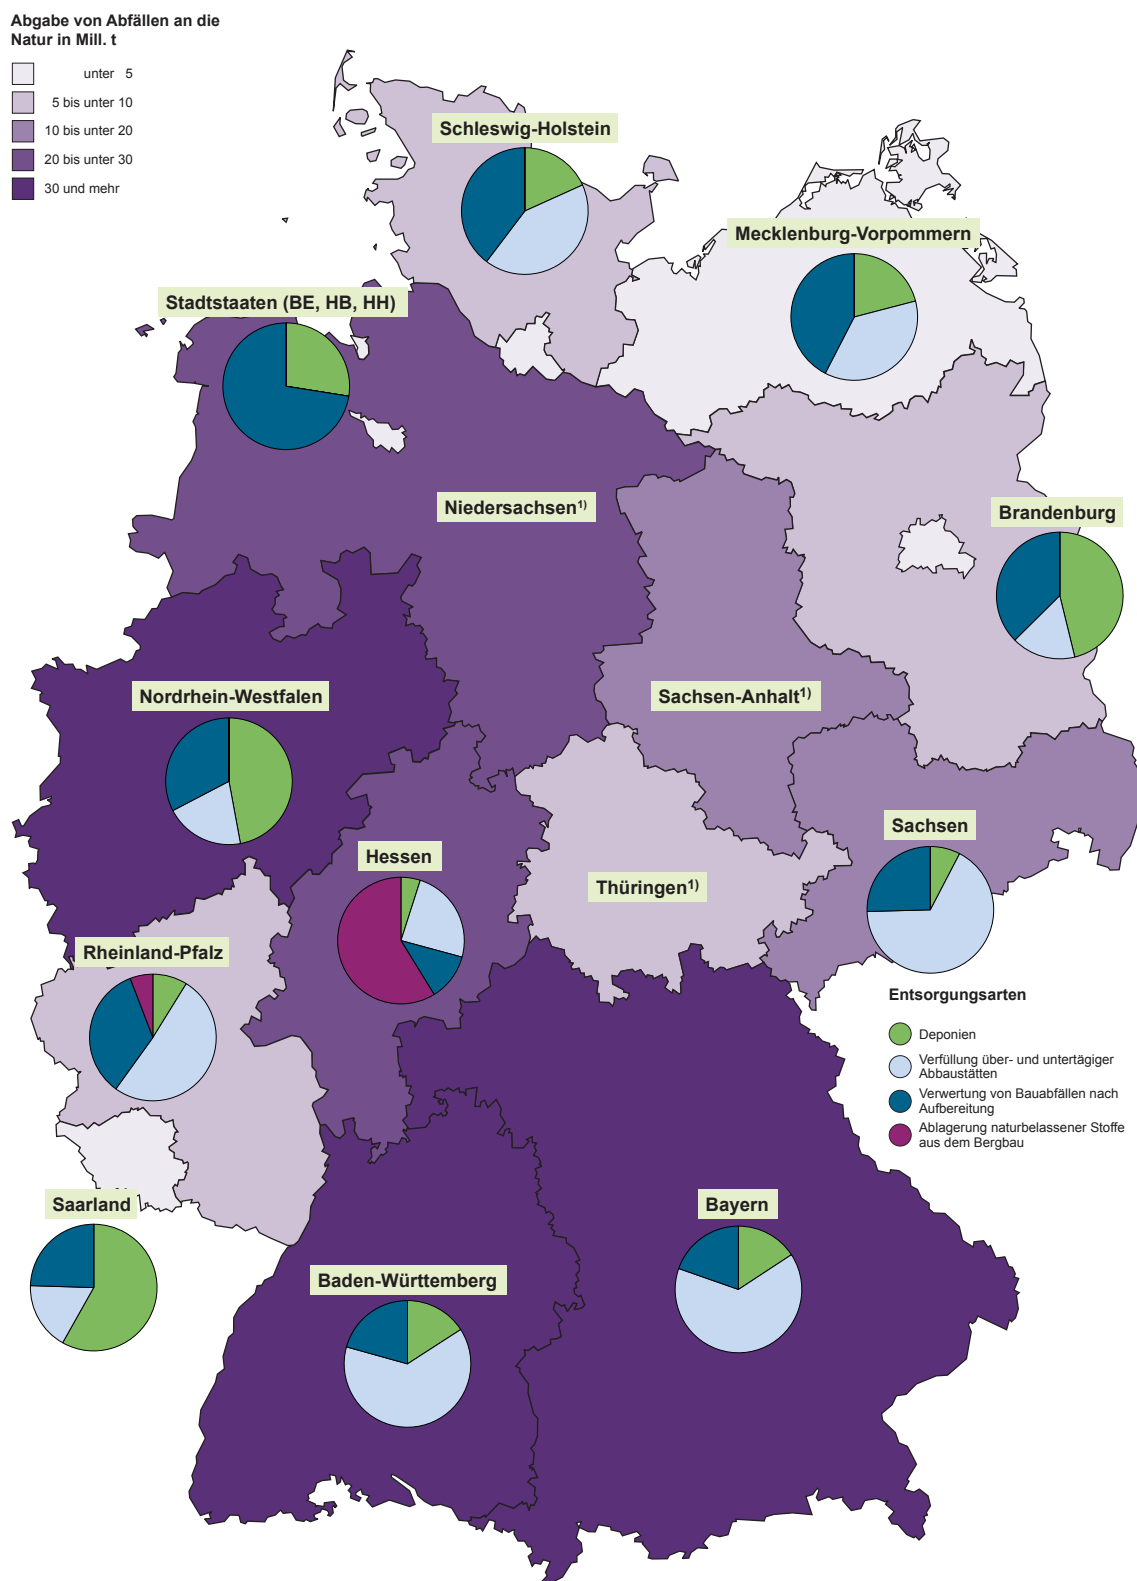 Abgabe von Abfällen an die
Natur in Mill. t
unter 5
5 bis unter 10
10 bis unter 20
20 bis unter 30
30 und mehr
Schleswig-Holstein
Mecklenburg-Vorpommern
Stadtstaaten (BE, HB, HH)
Niedersachsen¹⁾
Brandenburg
Nordrhein-Westfalen
Sachsen-Anhalt¹⁾
Sachsen
Hessen
Thüringen¹⁾
Rheinland-Pfalz
Entsorgungsarten
Deponien
Verfüllung über- und untertägiger
Abbaustätten
Verwertung von Bauabfällen nach
Aufbereitung
Ablagerung naturbelassener Stoffe
aus dem Bergbau
Saarland
Bayern
Baden-Württemberg